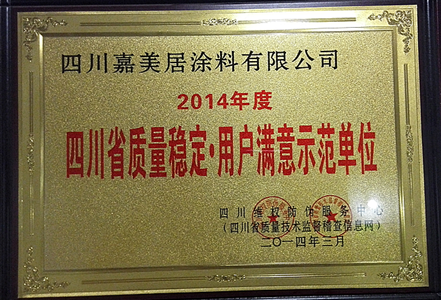 四川嘉美居涂料有限公司
2014年度
四川省质量稳定·用户满意示范单位
四川维权防伪服务中心
(四川省质量技术监督稽查信息网)
二〇一四年三月